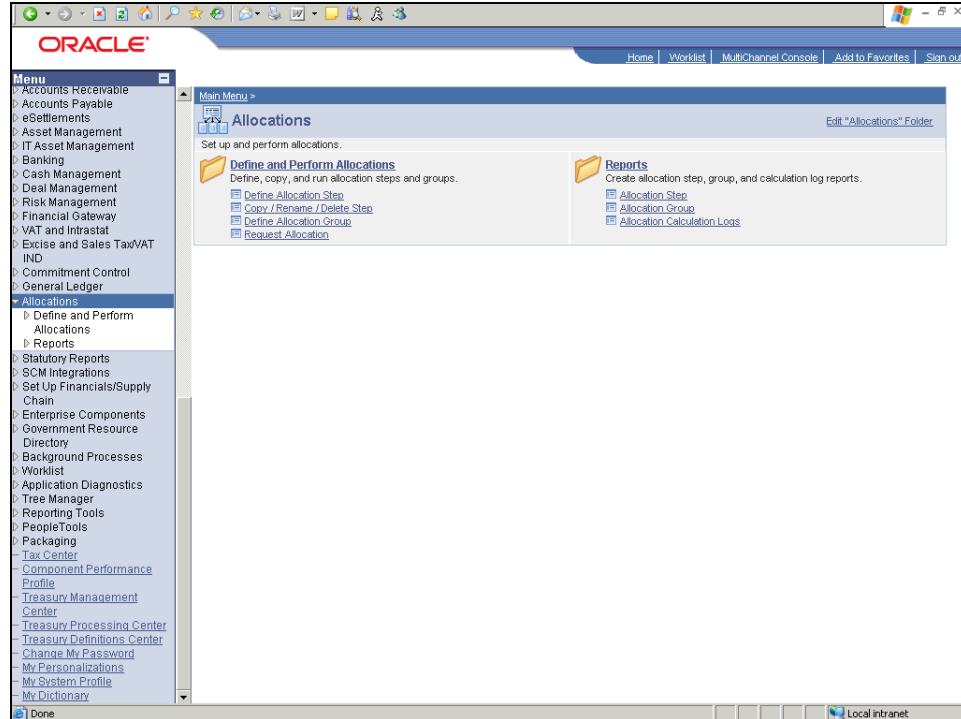 ORACLE'
Home | Worklist | MultiChannel Console | Add to Favorites | Sign out
Menu
Accounts Receivable
Accounts Payable
eSettlements
Asset Management
IT Asset Management
Banking
Cash Management
Deal Management
Risk Management
Financial Gateway
VAT and Intrastat
Excise and Sales Tax/VAT
IND
Commitment Control
General Ledger
Allocations
Define and Perform
Allocations
Reports
Statutory Reports
SCM Integrations
Set Up Financials/Supply
Chain
Enterprise Components
Government Resource
Directory
Background Processes
Worklist
Application Diagnostics
Tree Manager
Reporting Tools
PeopleTools
Packaging
Tax Center
Component Performance
Profile
Treasury Management
Center
Treasury Processing Center
Treasury Definitions Center
Change My Password
My Personalizations
My System Profile
My Dictionary
Main Menu >
Allocations
Edit "Allocations" Folder
Set up and perform allocations.
Define and Perform Allocations
Define, copy, and run allocation steps and groups.
Define Allocation Step
Copy / Rename / Delete Step
Define Allocation Group
Request Allocation
Reports
Create allocation step, group, and calculation log reports.
Allocation Step
Allocation Group
Allocation Calculation Logs
Done
Local intranet